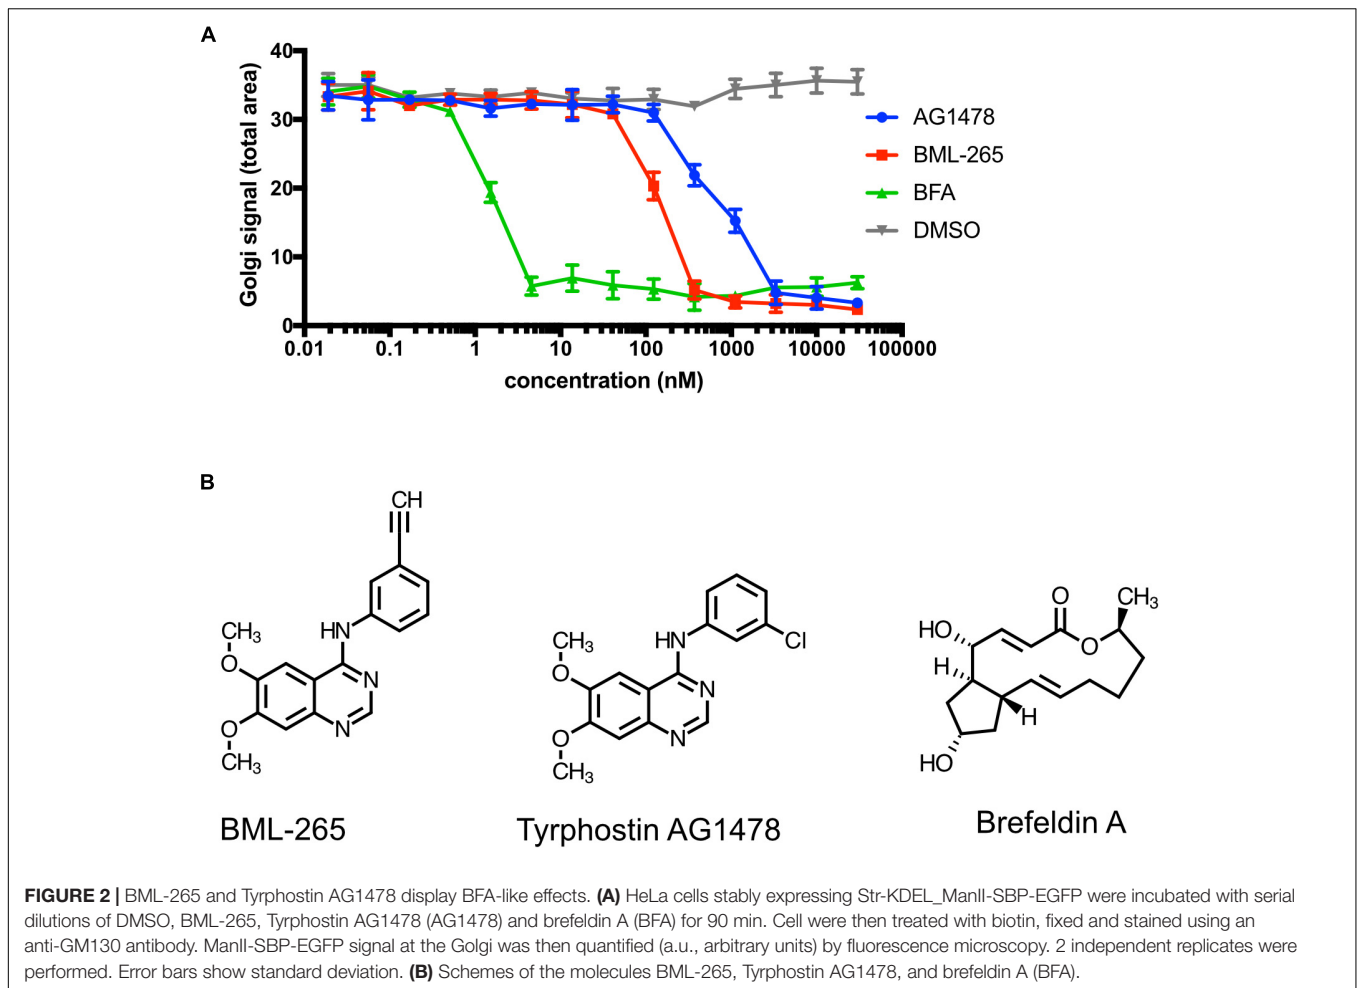 A
Golgi signal (total area)
40
30
20
10
0
0.01 0.1 1 10 100 1000 10000 100000
concentration (nM)
AG1478
BML-265
BFA
DMSO
B
CH
HN
CH3
O
N
N
O
CH3
BML-265
HN
Cl
CH3
O
N
N
O
CH3
Tyrphostin AG1478
O
CH3
HO
O
H
H
HO
Brefeldin A
FIGURE 2 | BML-265 and Tyrphostin AG1478 display BFA-like effects. (A) HeLa cells stably expressing Str-KDEL_ManII-SBP-EGFP were incubated with serial
dilutions of DMSO, BML-265, Tyrphostin AG1478 (AG1478) and brefeldin A (BFA) for 90 min. Cell were then treated with biotin, fixed and stained using an
anti-GM130 antibody. ManII-SBP-EGFP signal at the Golgi was then quantified (a.u., arbitrary units) by fluorescence microscopy. 2 independent replicates were
performed. Error bars show standard deviation. (B) Schemes of the molecules BML-265, Tyrphostin AG1478, and brefeldin A (BFA).